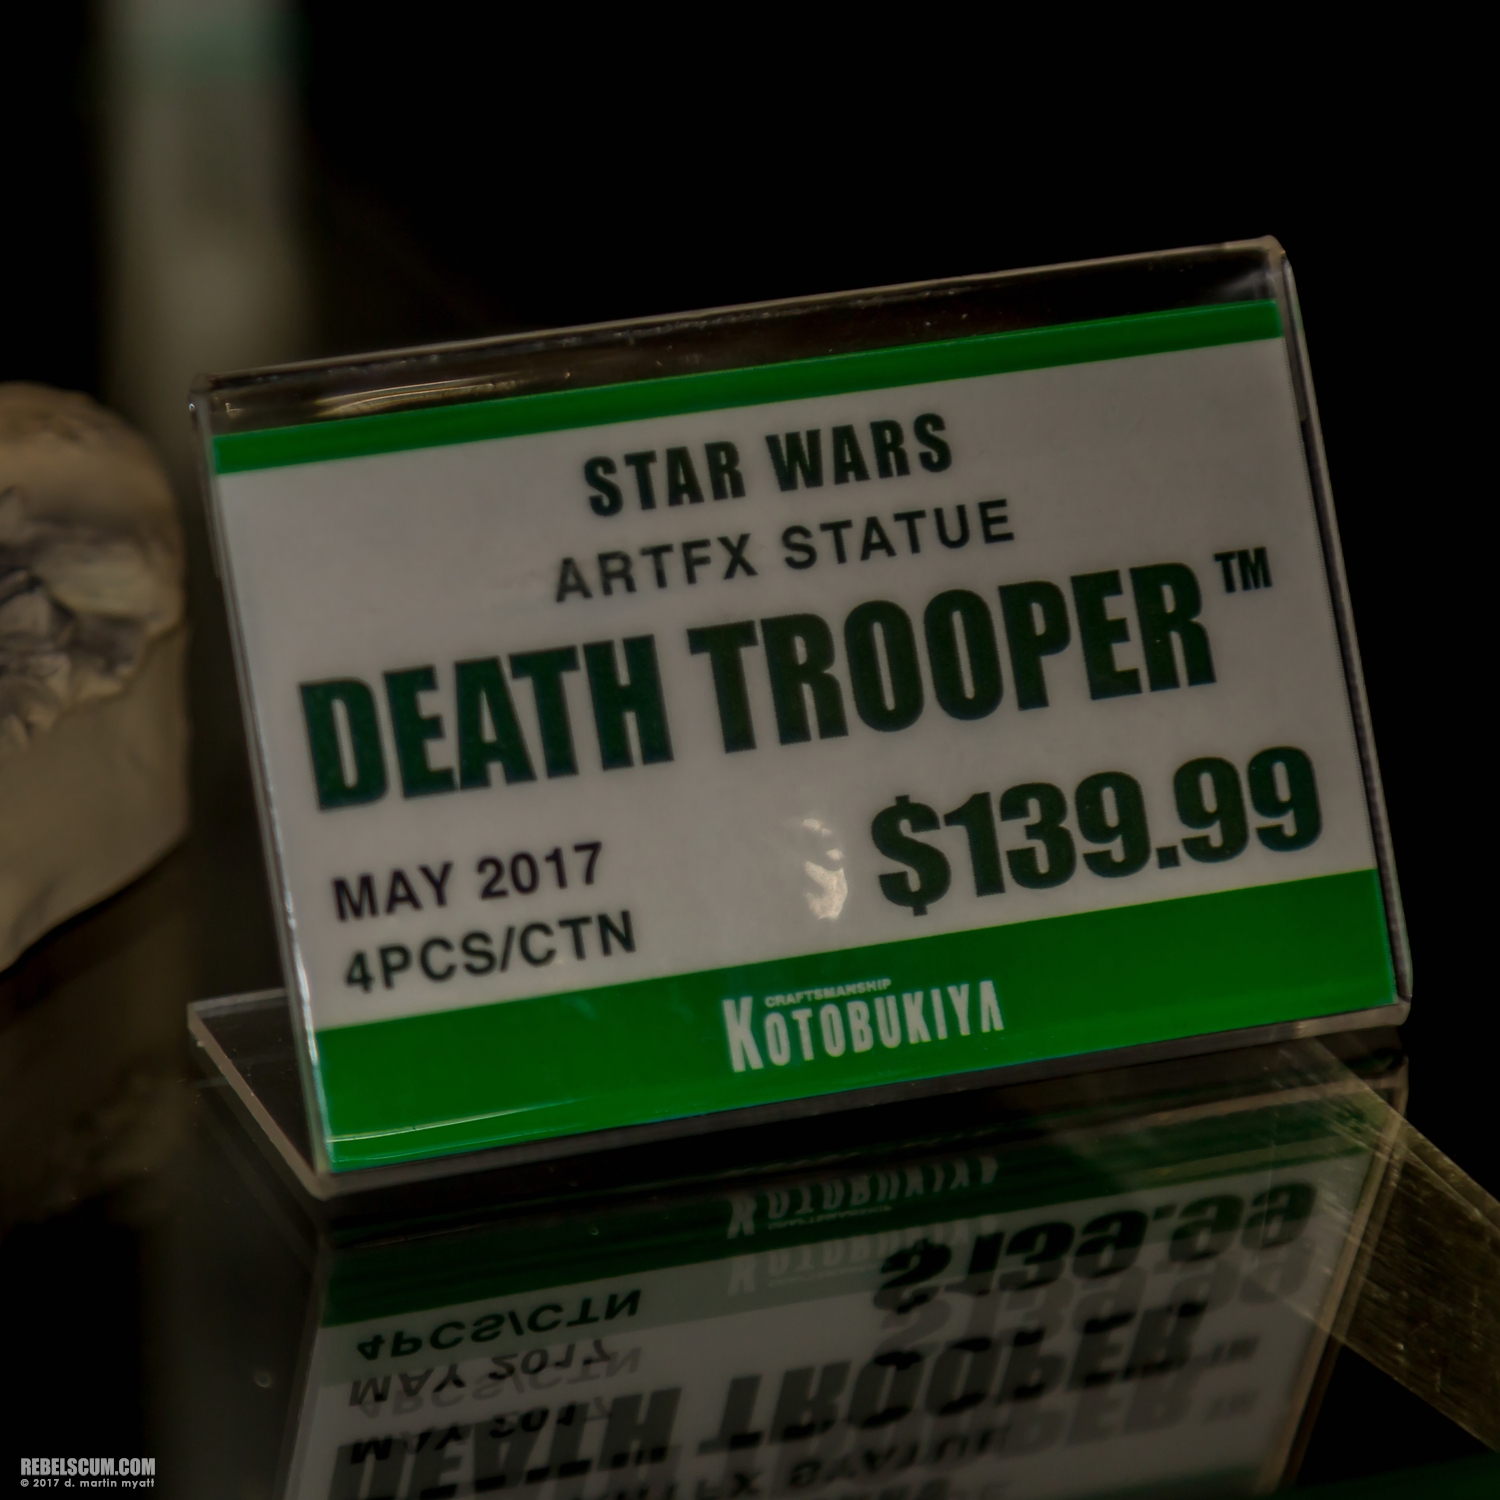 STAR WARS
ARTFX STATUE
DEATH TROOPER™
$139.99
MAY 2017
4PCS/CTN
CRAFTSMANSHIP
KOTOBUKIYA
REBELSCUM.COM
© 2017 d. martin myatt